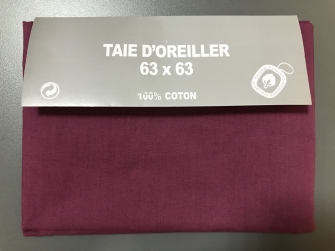 TAIE D'OREILLER
63 x 63
100% COTON